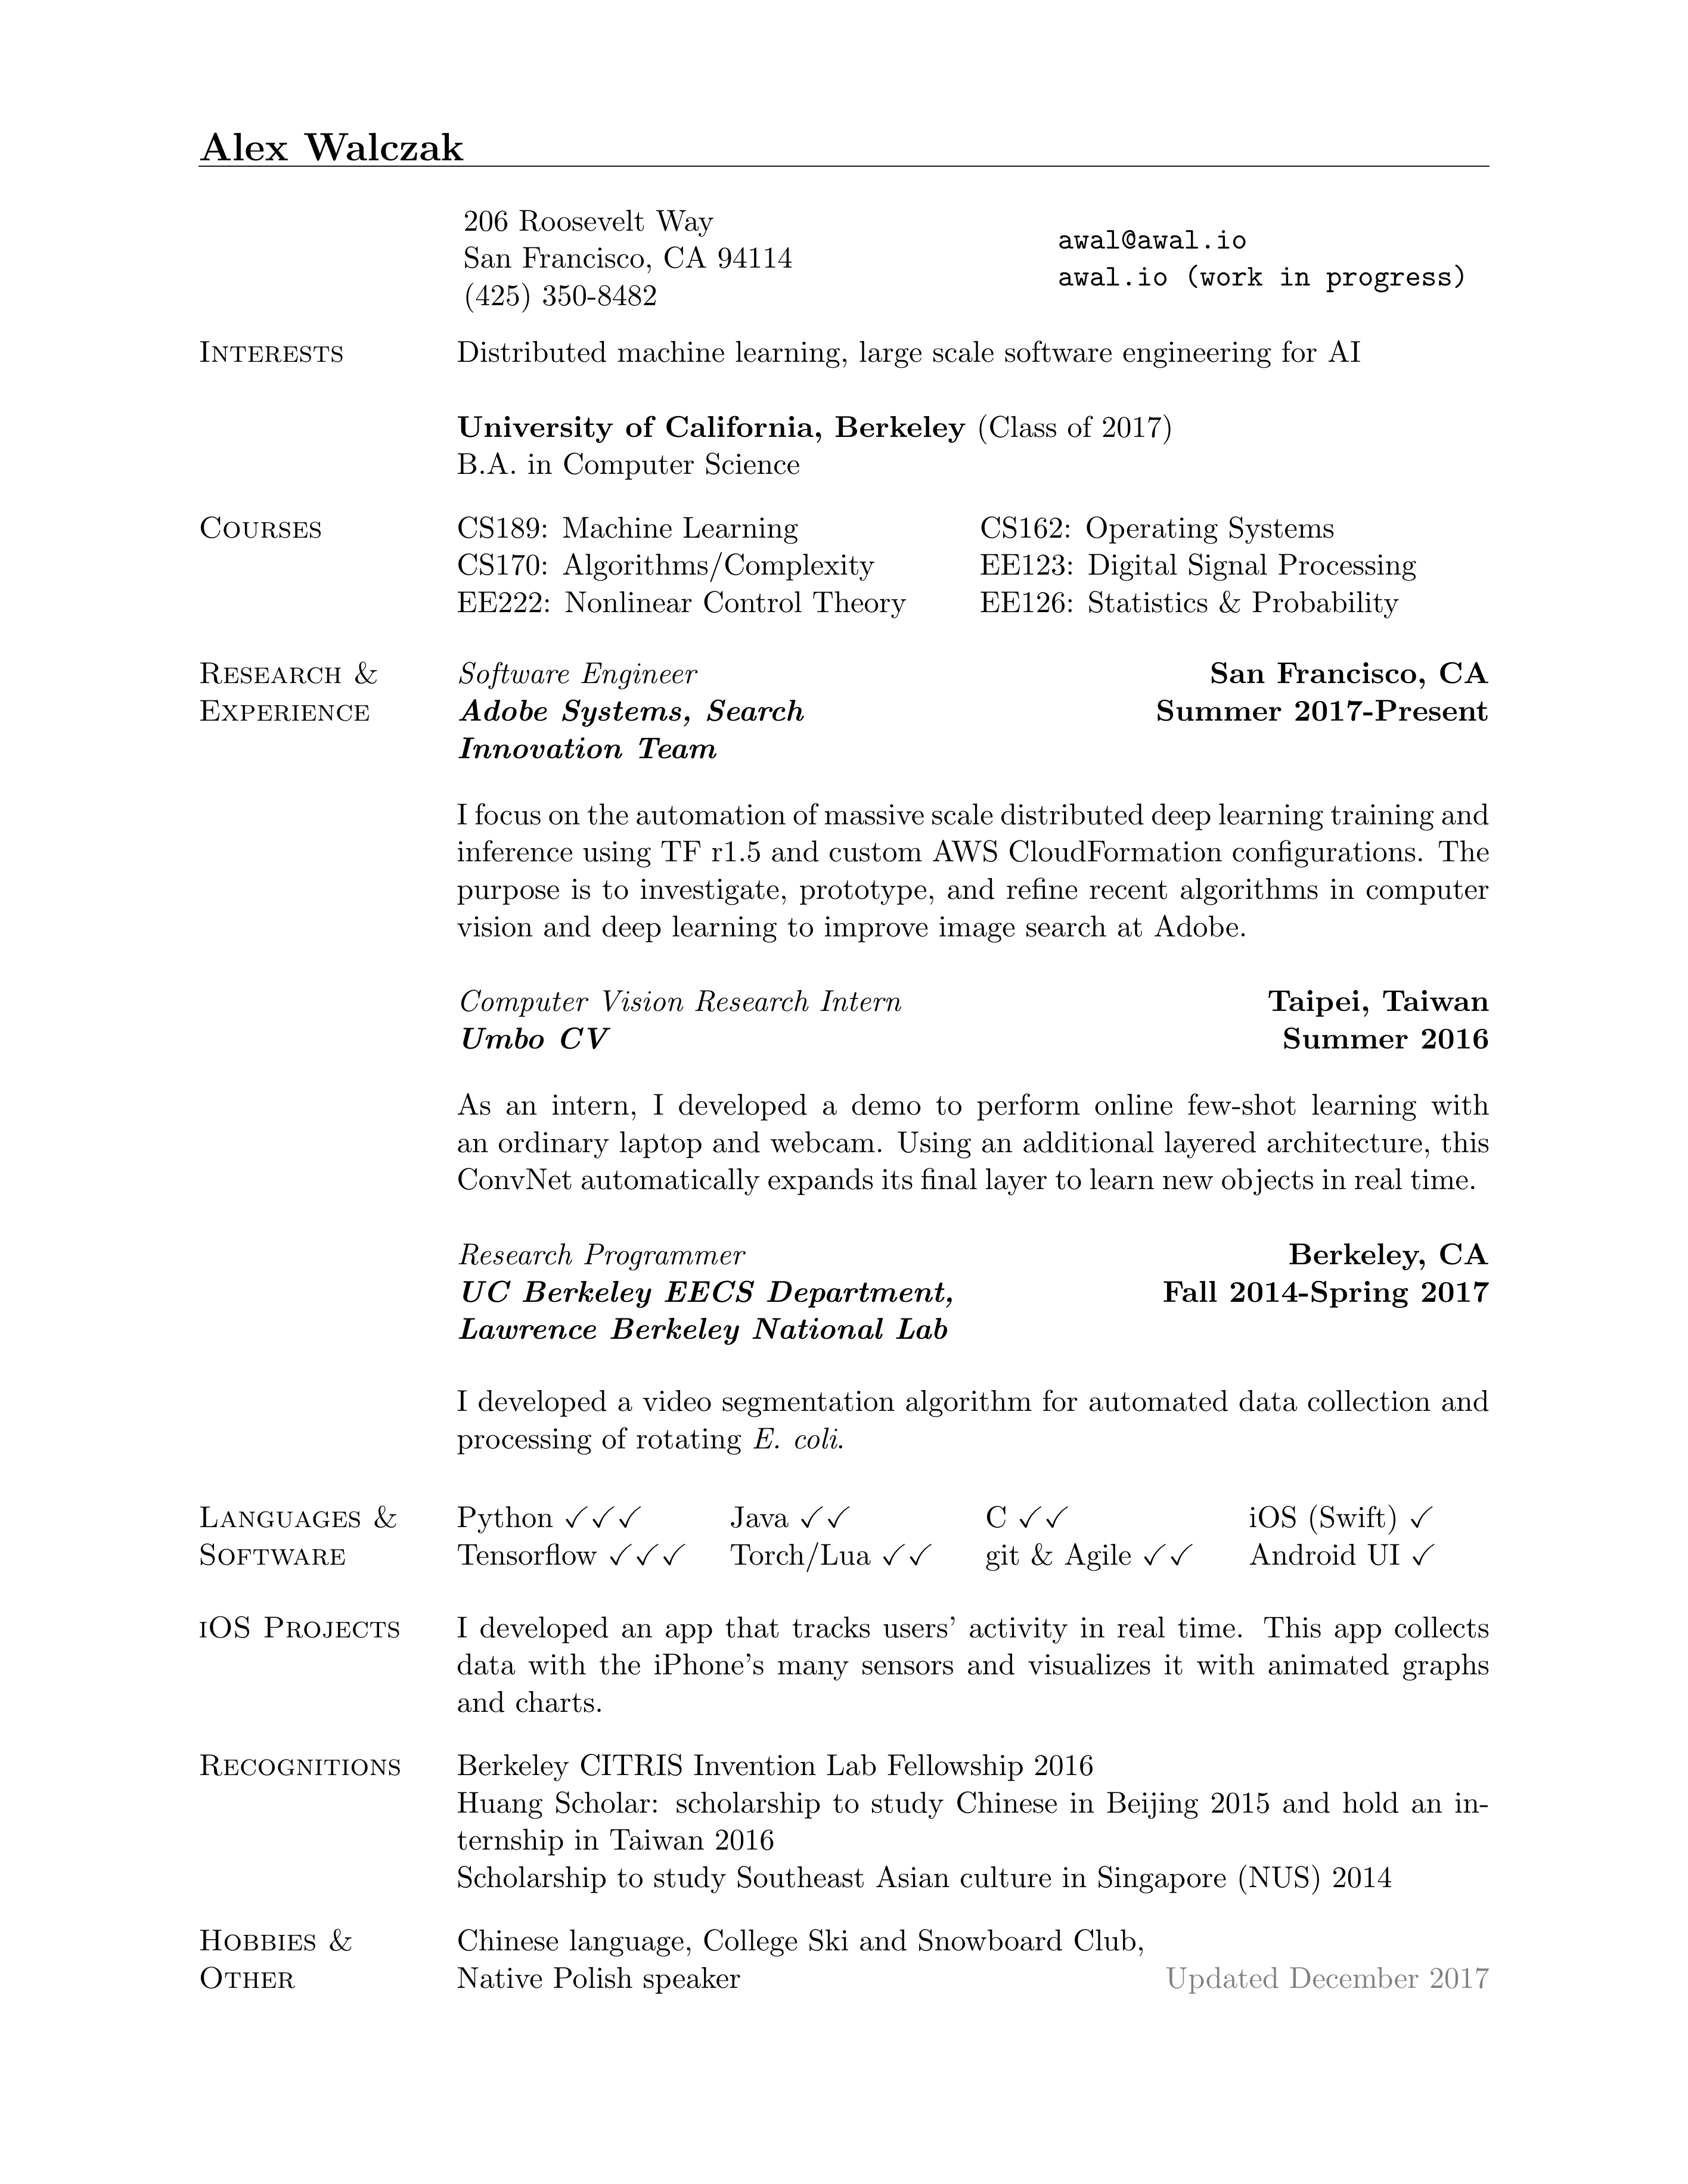 Alex Walczak
206 Roosevelt Way
San Francisco, CA 94114
(425) 350-8482
awal@awal.io
awal.io (work in progress)
Interests
Distributed machine learning, large scale software engineering for AI
University of California, Berkeley (Class of 2017)
B.A. in Computer Science
Courses
CS189: Machine Learning
CS170: Algorithms/Complexity
EE222: Nonlinear Control Theory
CS162: Operating Systems
EE123: Digital Signal Processing
EE126: Statistics & Probability
Research &
Experience
Software Engineer
Adobe Systems, Search
Innovation Team
San Francisco, CA
Summer 2017-Present
I focus on the automation of massive scale distributed deep learning training and
inference using TF r1.5 and custom AWS CloudFormation configurations. The
purpose is to investigate, prototype, and refine recent algorithms in computer
vision and deep learning to improve image search at Adobe.
Computer Vision Research Intern
Umbo CV
Taipei, Taiwan
Summer 2016
As an intern, I developed a demo to perform online few-shot learning with
an ordinary laptop and webcam. Using an additional layered architecture, this
ConvNet automatically expands its final layer to learn new objects in real time.
Research Programmer
UC Berkeley EECS Department,
Lawrence Berkeley National Lab
Berkeley, CA
Fall 2014-Spring 2017
I developed a video segmentation algorithm for automated data collection and
processing of rotating E. coli.
Languages &
Software
Python ✓✓✓ Java ✓✓ C ✓✓ iOS (Swift) ✓
Tensorflow ✓✓✓ Torch/Lua ✓✓ git & Agile ✓✓ Android UI ✓
iOS Projects
I developed an app that tracks users' activity in real time. This app collects
data with the iPhone's many sensors and visualizes it with animated graphs
and charts.
Recognitions
Berkeley CITRIS Invention Lab Fellowship 2016
Huang Scholar: scholarship to study Chinese in Beijing 2015 and hold an in-
ternship in Taiwan 2016
Scholarship to study Southeast Asian culture in Singapore (NUS) 2014
Hobbies &
Other
Chinese language, College Ski and Snowboard Club,
Native Polish speaker
Updated December 2017